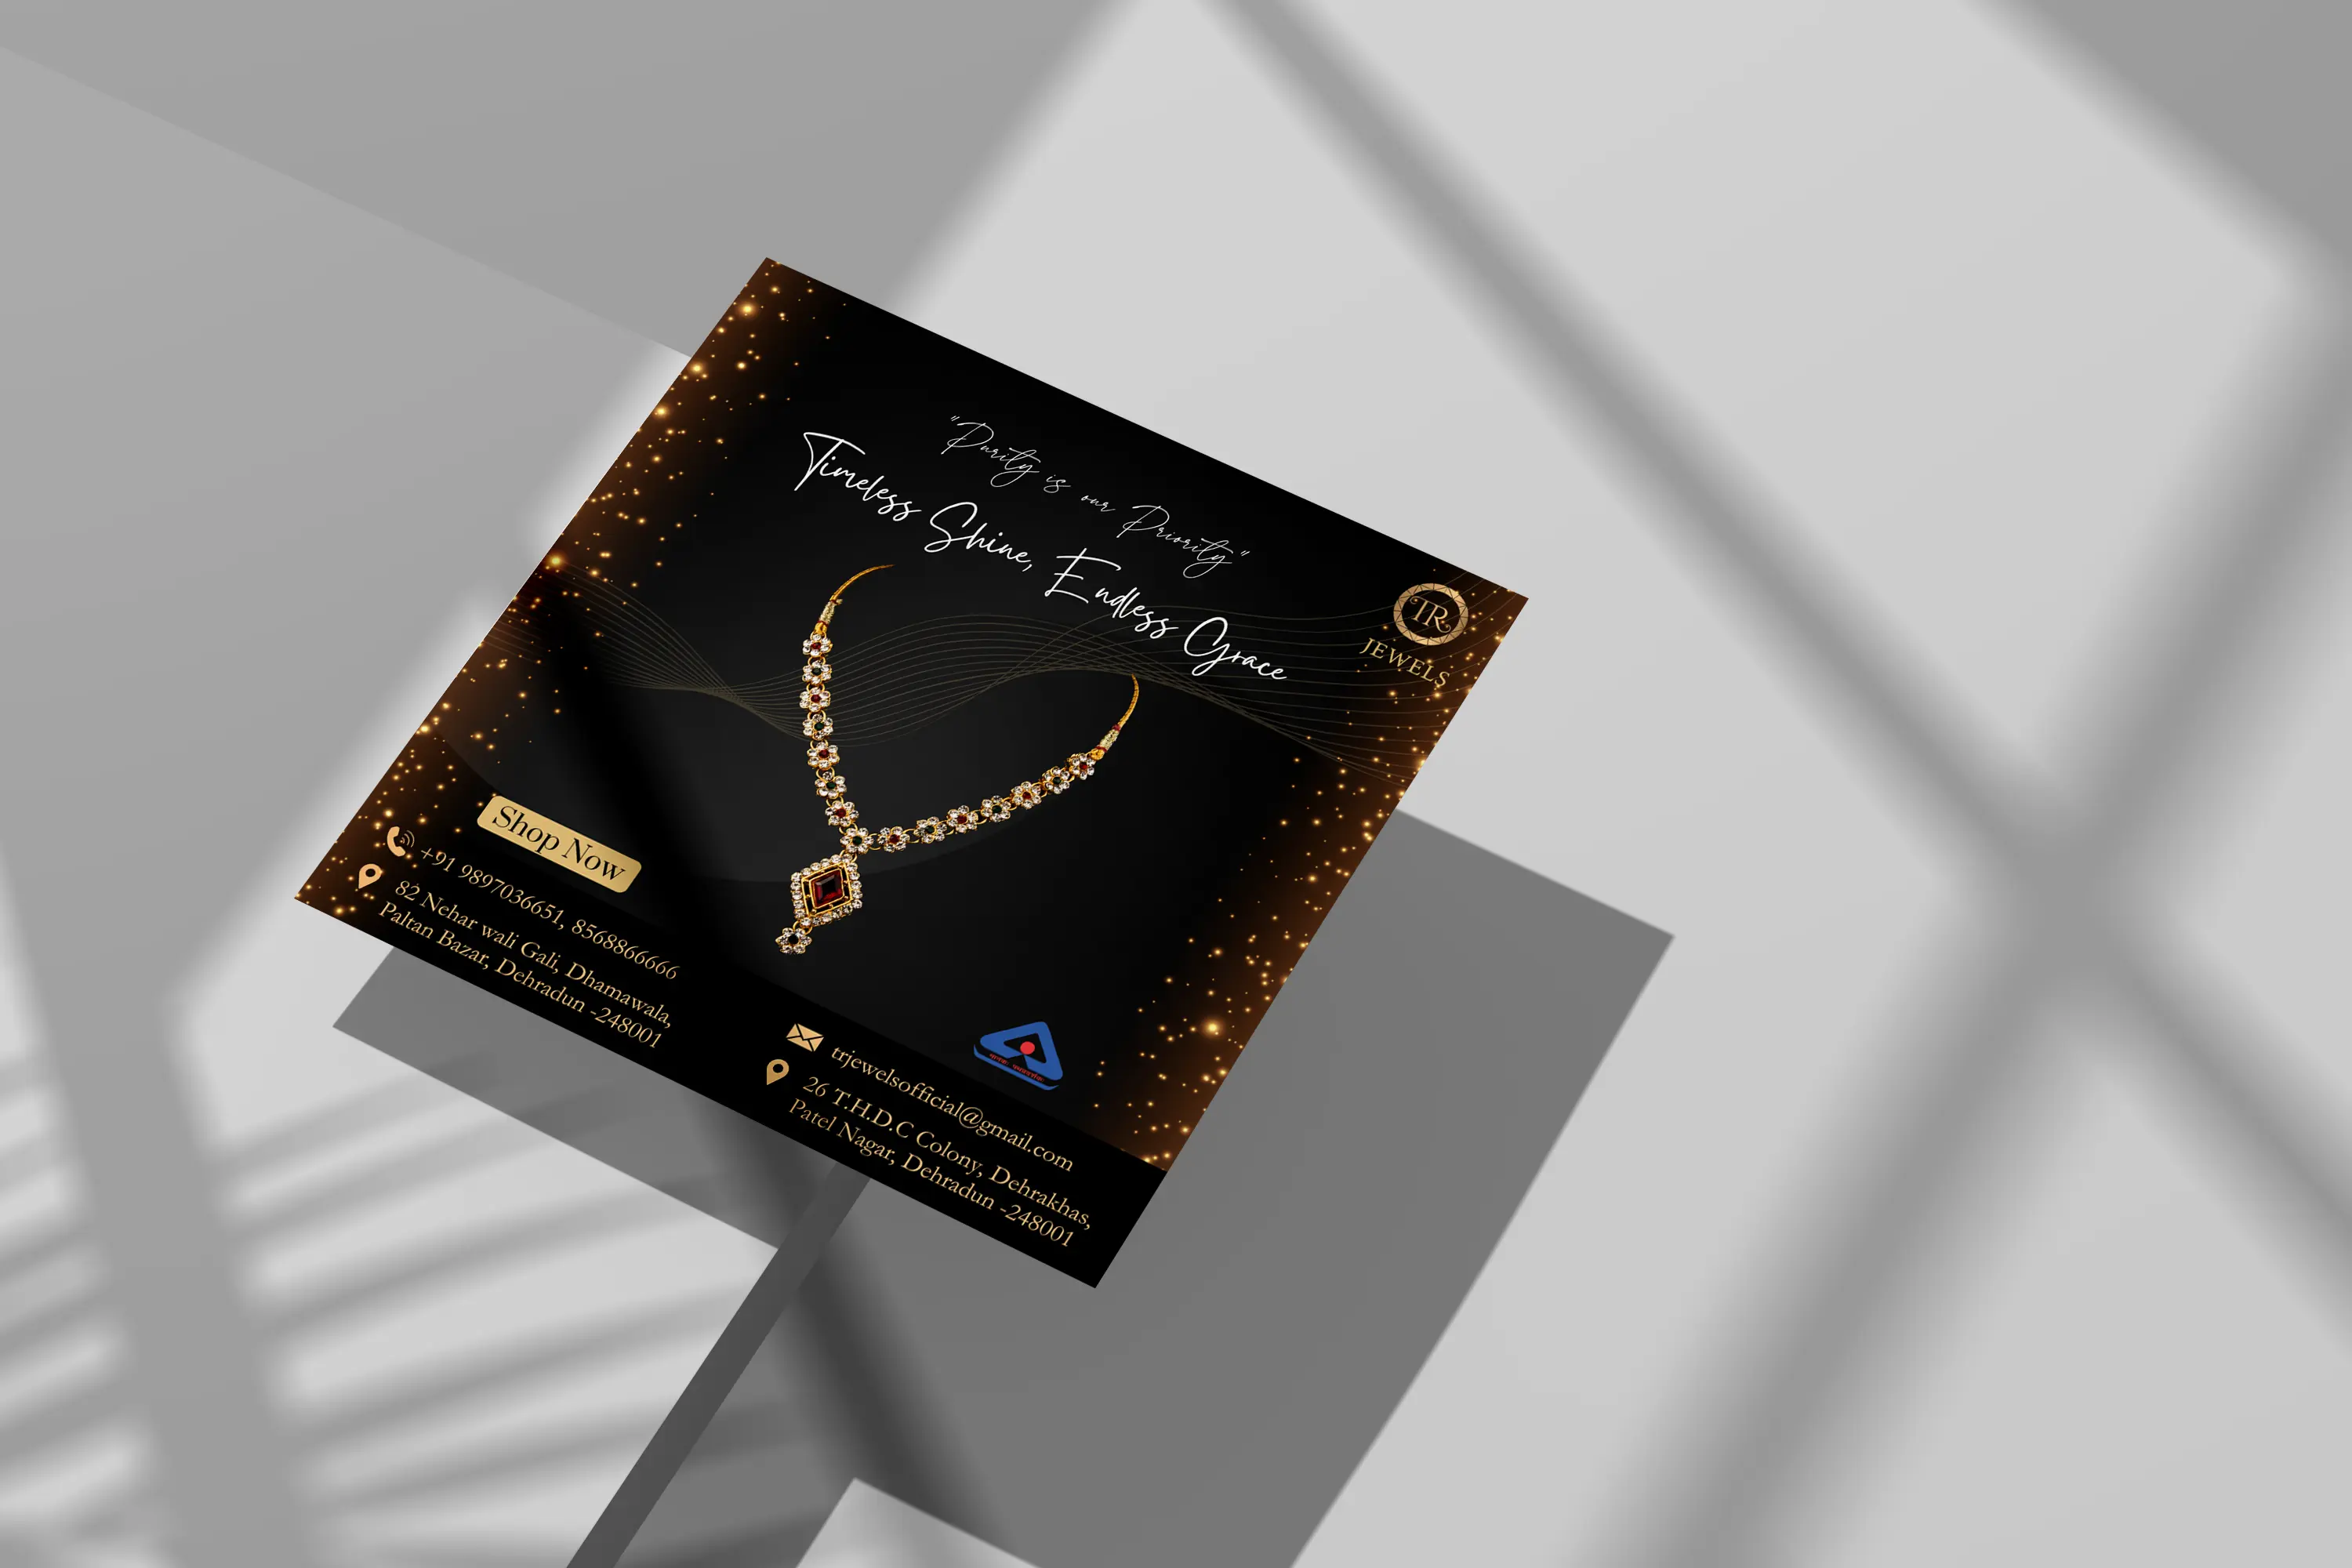 "Purity is our Priority"
Timeless Shine, Endless Grace
TR
JEWELS
Shop Now
+91 9897036651, 8568866666
82 Nehar wali Gali, Dhamawala,
Paltan Bazar, Dehradun -248001
trjewelsofficial@gmail.com
26 T.H.D.C Colony, Dehrakhas,
Patel Nagar, Dehradun -248001